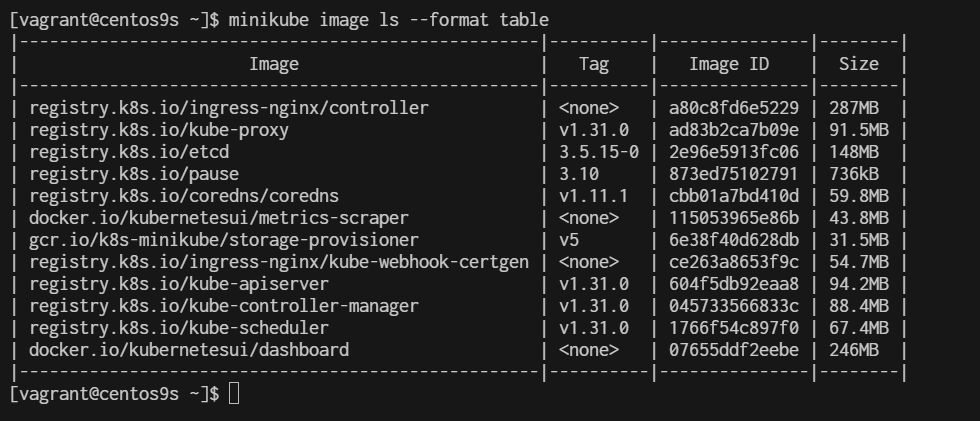 [vagrant@centos9s ~]$ minikube image ls --format table
|----------------------------------------------------|----------|---------------|--------|
|                       Image                        |   Tag    |   Image ID    |  Size  |
|----------------------------------------------------|----------|---------------|--------|
| registry.k8s.io/ingress-nginx/controller           | <none>   | a80c8fd6e5229 | 287MB  |
| registry.k8s.io/kube-proxy                         | v1.31.0  | ad83b2ca7b09e | 91.5MB |
| registry.k8s.io/etcd                               | 3.5.15-0 | 2e96e5913fc06 | 148MB  |
| registry.k8s.io/pause                              | 3.10     | 873ed75102791 | 736kB  |
| registry.k8s.io/coredns/coredns                    | v1.11.1  | cbb01a7bd410d | 59.8MB |
| docker.io/kubernetesui/metrics-scraper             | <none>   | 115053965e86b | 43.8MB |
| gcr.io/k8s-minikube/storage-provisioner            | v5       | 6e38f40d628db | 31.5MB |
| registry.k8s.io/ingress-nginx/kube-webhook-certgen | <none>   | ce263a8653f9c | 54.7MB |
| registry.k8s.io/kube-apiserver                     | v1.31.0  | 604f5db92eaa8 | 94.2MB |
| registry.k8s.io/kube-controller-manager            | v1.31.0  | 045733566833c | 88.4MB |
| registry.k8s.io/kube-scheduler                     | v1.31.0  | 1766f54c897f0 | 67.4MB |
| docker.io/kubernetesui/dashboard                   | <none>   | 07655ddf2eebe | 246MB  |
|----------------------------------------------------|----------|---------------|--------|
[vagrant@centos9s ~]$